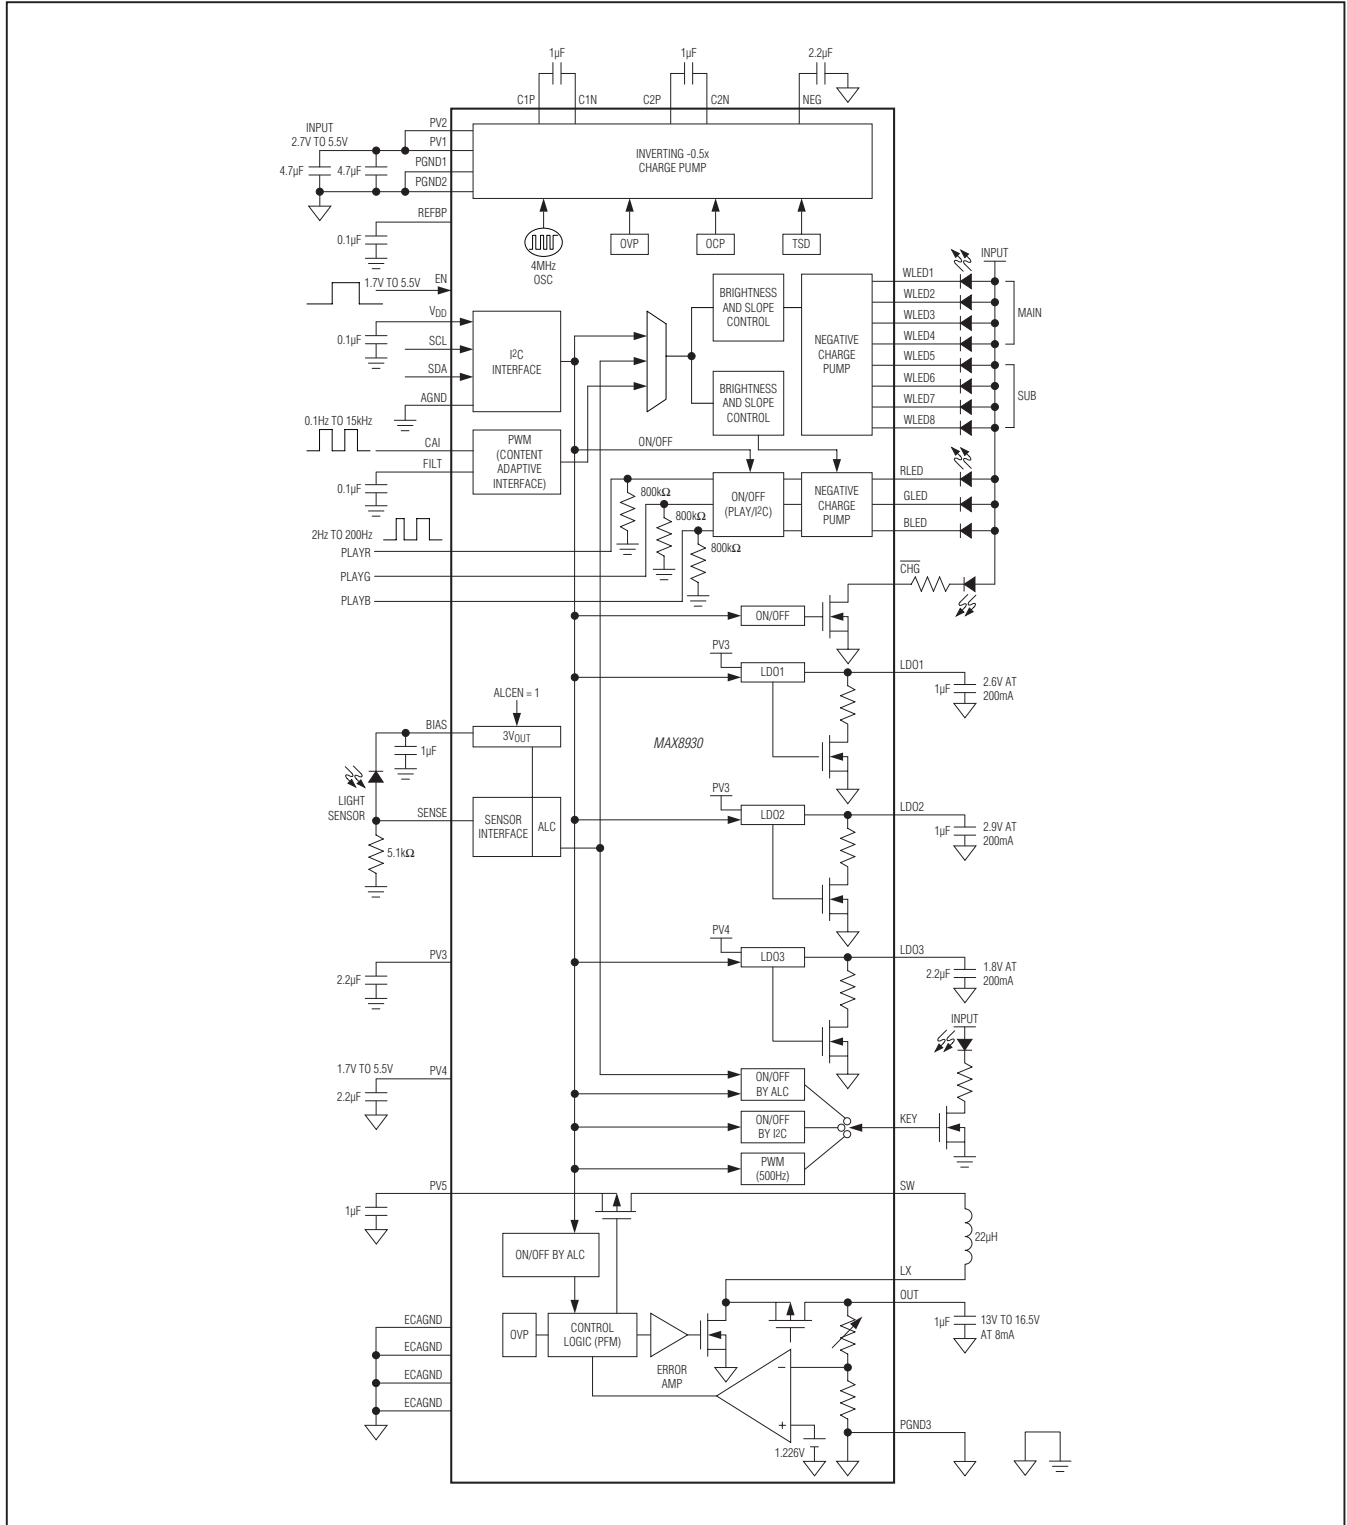 1µF
1µF
2.2µF
C1P
C1N
C2P
C2N
NEG
INPUT
2.7V TO 5.5V
PV2
PV1
PGND1
PGND2
4.7µF
4.7µF
INVERTING -0.5x
CHARGE PUMP
REFBP
0.1µF
4MHz
OSC
OVP
OCP
TSD
EN
1.7V TO 5.5V
VDD
0.1µF
SCL
SDA
AGND
I2C
INTERFACE
BRIGHTNESS
AND SLOPE
CONTROL
BRIGHTNESS
AND SLOPE
CONTROL
NEGATIVE
CHARGE
PUMP
INPUT
WLED1
WLED2
WLED3
WLED4
WLED5
WLED6
WLED7
WLED8
MAIN
SUB
0.1Hz TO 15kHz
CAI
FILT
0.1µF
PWM
(CONTENT
ADAPTIVE
INTERFACE)
ON/OFF
800kΩ
800kΩ
800kΩ
ON/OFF
(PLAY/I2C)
NEGATIVE
CHARGE
PUMP
RLED
GLED
BLED
2Hz TO 200Hz
PLAYR
PLAYG
PLAYB
CHG
ON/OFF
PV3
LDO1
LDO1
1µF
2.6V AT
200mA
ALCEN = 1
BIAS
3VOUT
1µF
MAX8930
LIGHT
SENSOR
SENSE
SENSOR
INTERFACE
ALC
5.1kΩ
PV3
LDO2
LDO2
1µF
2.9V AT
200mA
PV3
2.2µF
PV4
LDO3
LDO3
2.2µF
1.8V AT
200mA
INPUT
1.7V TO 5.5V
PV4
2.2µF
ON/OFF
BY ALC
ON/OFF
BY I2C
PWM
(500Hz)
KEY
PV5
1µF
SW
22µH
LX
ON/OFF BY ALC
OUT
1µF
13V TO 16.5V
AT 8mA
OVP
CONTROL
LOGIC (PFM)
ERROR
AMP
−
+
1.226V
ECAGND
ECAGND
ECAGND
ECAGND
PGND3